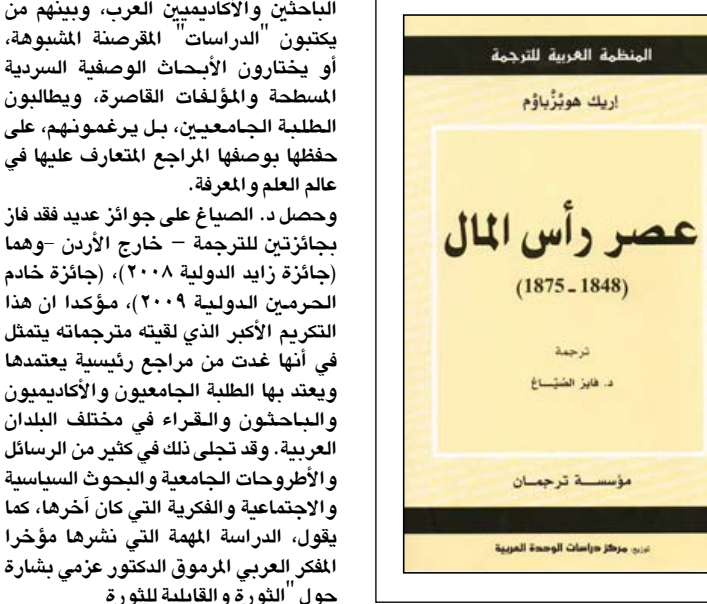 الباحثين والأكاديميين العرب، وبينهم من
يكتبون "الدراسات" المقرصنة المشبوهة،
أو يختارون الأبحاث الوصفية السردية
المسطحة والمؤلفات القاصرة، ويطالبون
الطلبة الجامعيين، بل يرغمونهم، على
حفظها بوصفها المراجع المتعارف عليها في
عالم العلم والمعرفة.
وحصل د. الصياغ على جوائز عديد فقد فاز
بجائزتين للترجمة – خارج الأردن –وهما
(جائزة زايد الدولية ٢٠٠٨)، (جائزة خادم
الحرمين الدولية ٢٠٠٩)، مؤكدا ان هذا
التكريم الأكبر الذي لقيته مترجماته يتمثل
في أنها غدت من مراجع رئيسية يعتمدها
ويعتد بها الطلبة الجامعيون والأكاديميون
والباحثون والقراء في مختلف البلدان
العربية. وقد تجلى ذلك في كثير من الرسائل
والأطروحات الجامعية والبحوث السياسية
والاجتماعية والفكرية التي كان آخرها، كما
يقول، الدراسة المهمة التي نشرها مؤخرا
المفكر العربي المرموق الدكتور عزمي بشارة
حول "الثورة والقابلية للثورة
المنظمة العربية للترجمة
إريك هوبْزْباوْم
عصر رأس المال
(1848 - 1875)
ترجمة
د. فايز الصُيّاغ
مؤسسة ترجمان
توزيع: مركز دراسات الوحدة العربية